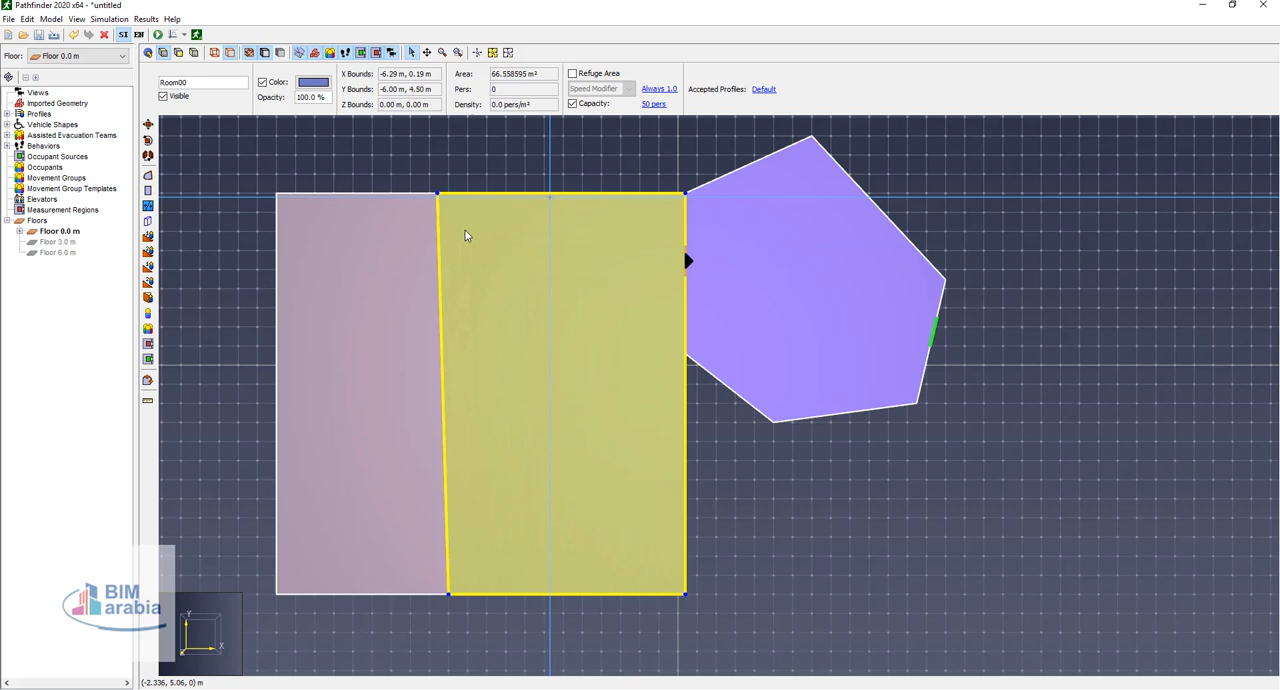 Pathfinder 2020 x64 - *untitled
File Edit Model View Simulation Results Help
SI EN
Floor: Floor 0.0 m
Room00
Visible
Color:
Opacity: 100.0 %
X Bounds: -6.29 m, 0.19 m
Y Bounds: -6.00 m, 4.50 m
Z Bounds: 0.00 m, 0.00 m
Area: 66.558595 m²
Pers: 0
Density: 0.0 pers/m²
Refuge Area
Speed Modifier Always 1.0
Capacity: 50 pers
Accepted Profiles: Default
Views
Imported Geometry
Profiles
Vehicle Shapes
Assisted Evacuation Teams
Behaviors
Occupant Sources
Occupants
Movement Groups
Movement Group Templates
Elevators
Measurement Regions
Floors
Floor 0.0 m
Floor 3.0 m
Floor 6.0 m
BIM
arabia
Y
X
Z
(-2.336, 5.06, 0) m